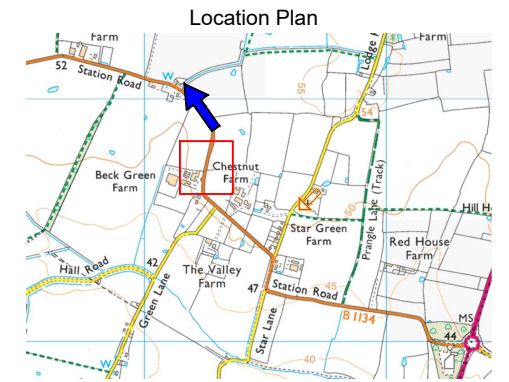 Location Plan
Farm
Farm
52
Station Road
W
Lodge
55
54
Chestnut
Farm
Beck Green
Farm
Prangle Lane (Track)
50
Hill H
Star Green
Farm
Red House
Farm
42
Hall Road
The Valley
Farm
Green Lane
47
Station Road
45
B 1134
MS
44
Star Lane
40
W